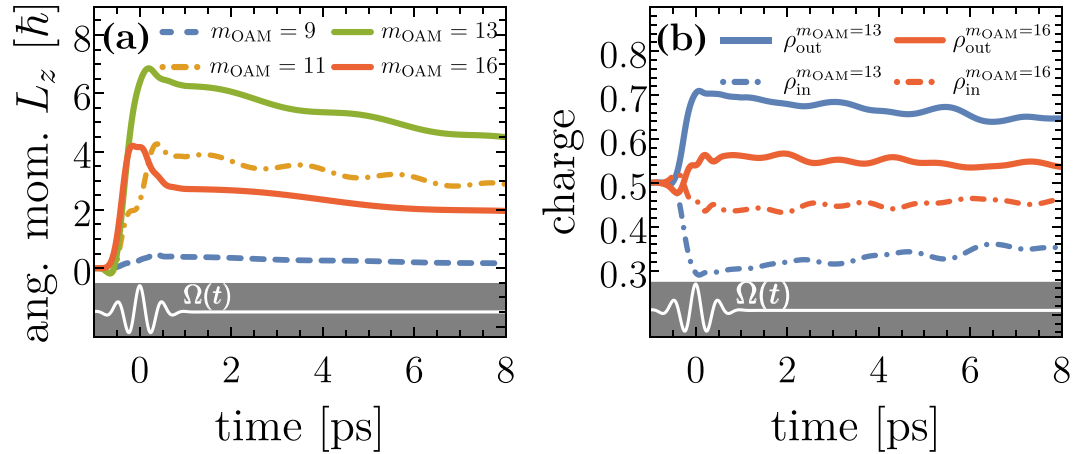 (a)
m_OAM = 9
m_OAM = 13
m_OAM = 11
m_OAM = 16
ang. mom. L_z [ħ]
8
6
4
2
0
Ω(t)
0 2 4 6 8
time [ps]
(b)
ρ_out^{m_OAM=13}
ρ_out^{m_OAM=16}
ρ_in^{m_OAM=13}
ρ_in^{m_OAM=16}
charge
0.8
0.7
0.6
0.5
0.4
0.3
Ω(t)
0 2 4 6 8
time [ps]